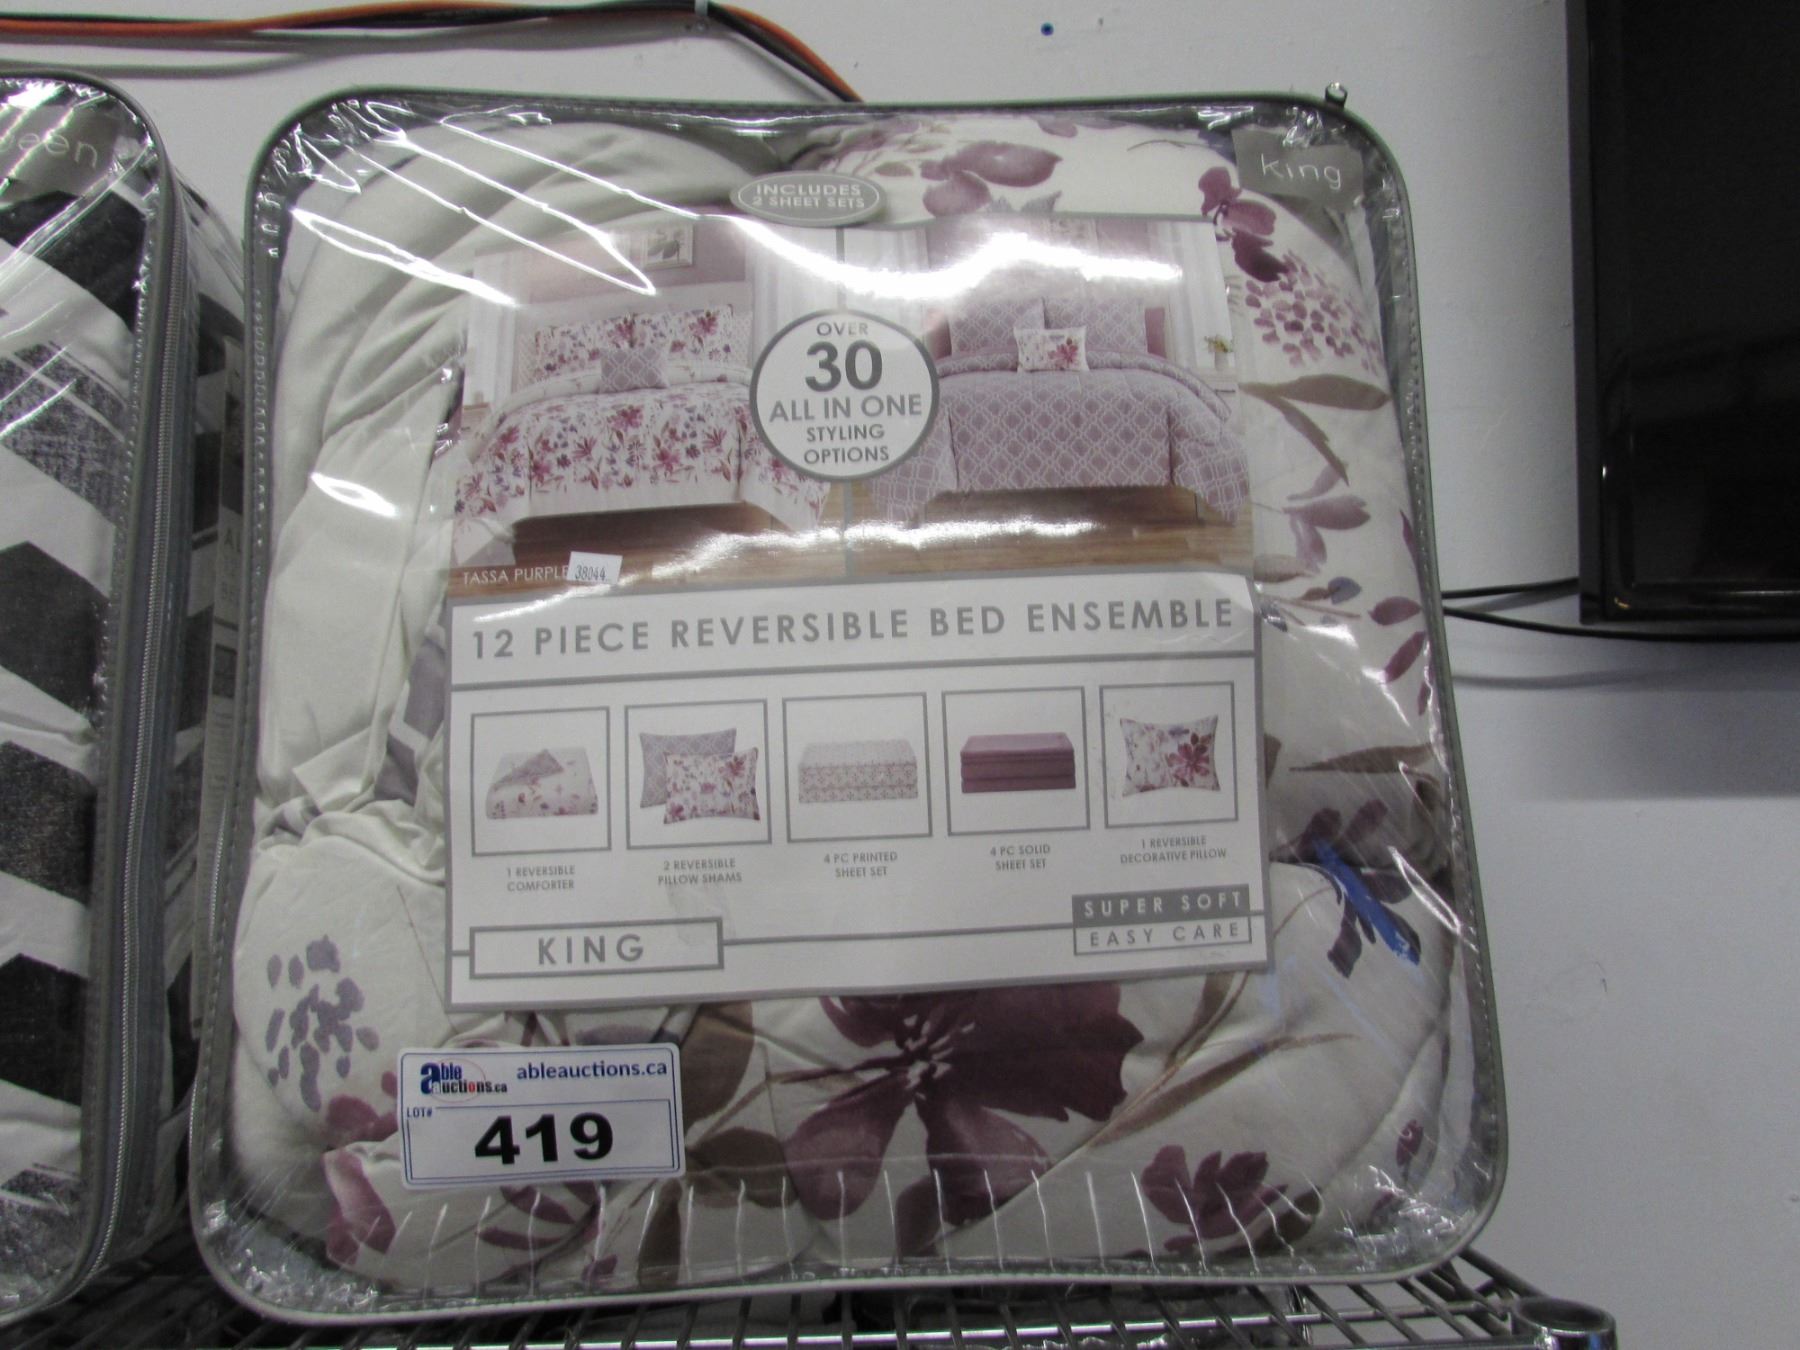 een
King
INCLUDES
2 SHEET SETS
OVER
30
ALL IN ONE
STYLING
OPTIONS
TASSA PURPLE
38044
12 PIECE REVERSIBLE BED ENSEMBLE
1 REVERSIBLE
COMFORTER
2 REVERSIBLE
PILLOW SHAMS
4 PC PRINTED
SHEET SET
4 PC SOLID
SHEET SET
1 REVERSIBLE
DECORATIVE PILLOW
KING
SUPER SOFT
EASY CARE
able
auctions.ca
ableauctions.ca
LOT#
419